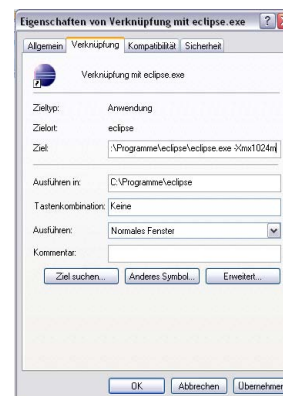 Eigenschaften von Verknüpfung mit eclipse.exe
Allgemein Verknüpfung Kompatibilität Sicherheit
Verknüpfung mit eclipse.exe
Zieltyp: Anwendung
Zielort: eclipse
Ziel: :\Programme\eclipse\eclipse.exe -Xmx1024m
Ausführen in: C:\Programme\eclipse
Tastenkombination: Keine
Ausführen: Normales Fenster
Kommentar:
Ziel suchen... Anderes Symbol... Erweitert...
OK Abbrechen Übernehmen